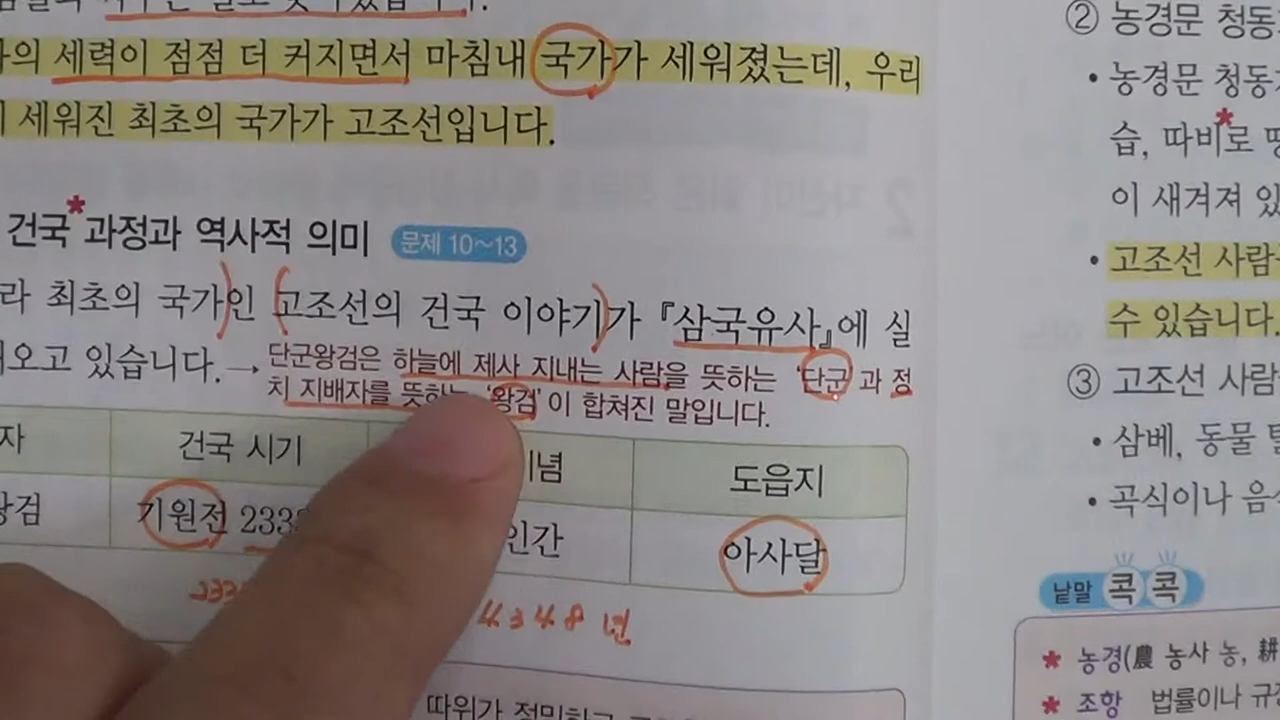 의 세력이 점점 더 커지면서 마침내 국가가 세워졌는데, 우리
세워진 최초의 국가가 고조선입니다.
건국* 과정과 역사적 의미 문제 10~13
라 최초의 국가인 고조선의 건국 이야기가 『삼국유사』에 실
오고 있습니다. → 단군왕검은 하늘에 제사 지내는 사람을 뜻하는 '단군'과 정
치 지배자를 뜻하는 '왕검'이 합쳐진 말입니다.
자 건국 시기 념 도읍지
왕검 기원전 233 인간 아사달
233 4348년
따위가
② 농경문 청동
• 농경문 청동
습, 따비*로
이 새겨져 있
• 고조선 사람
수 있습니다.
③ 고조선 사람
• 삼베, 동물 털
• 곡식이나 음
낱말 콕콕
* 농경(農 농사 농, 耕
* 조항 법률이나 규정